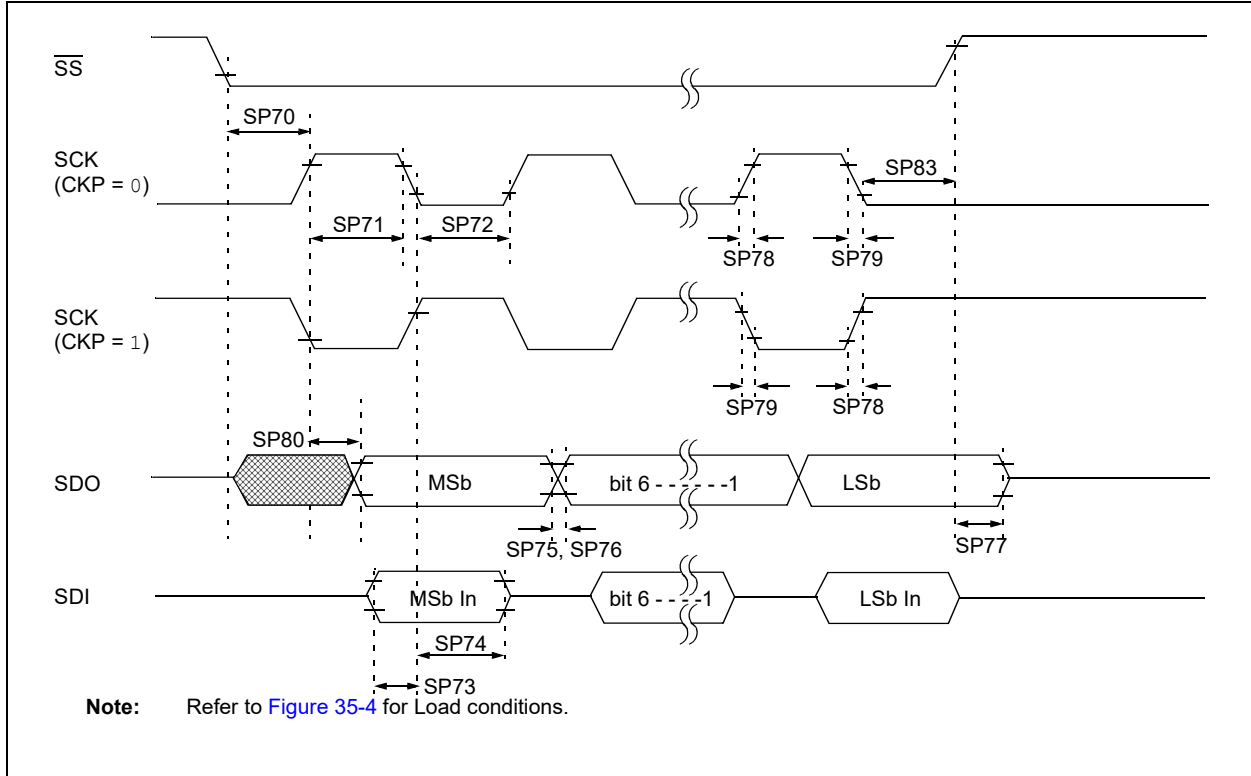 SS
SP70
SCK
(CKP = 0)
SP83
SP71
SP72
SP78
SP79
SCK
(CKP = 1)
SP79
SP78
SP80
SDO
MSb
bit 6 - - - - - -1
LSb
SP75, SP76
SP77
SDI
MSb In
bit 6 - - - -1
LSb In
SP74
SP73
Note: Refer to Figure 35-4 for Load conditions.